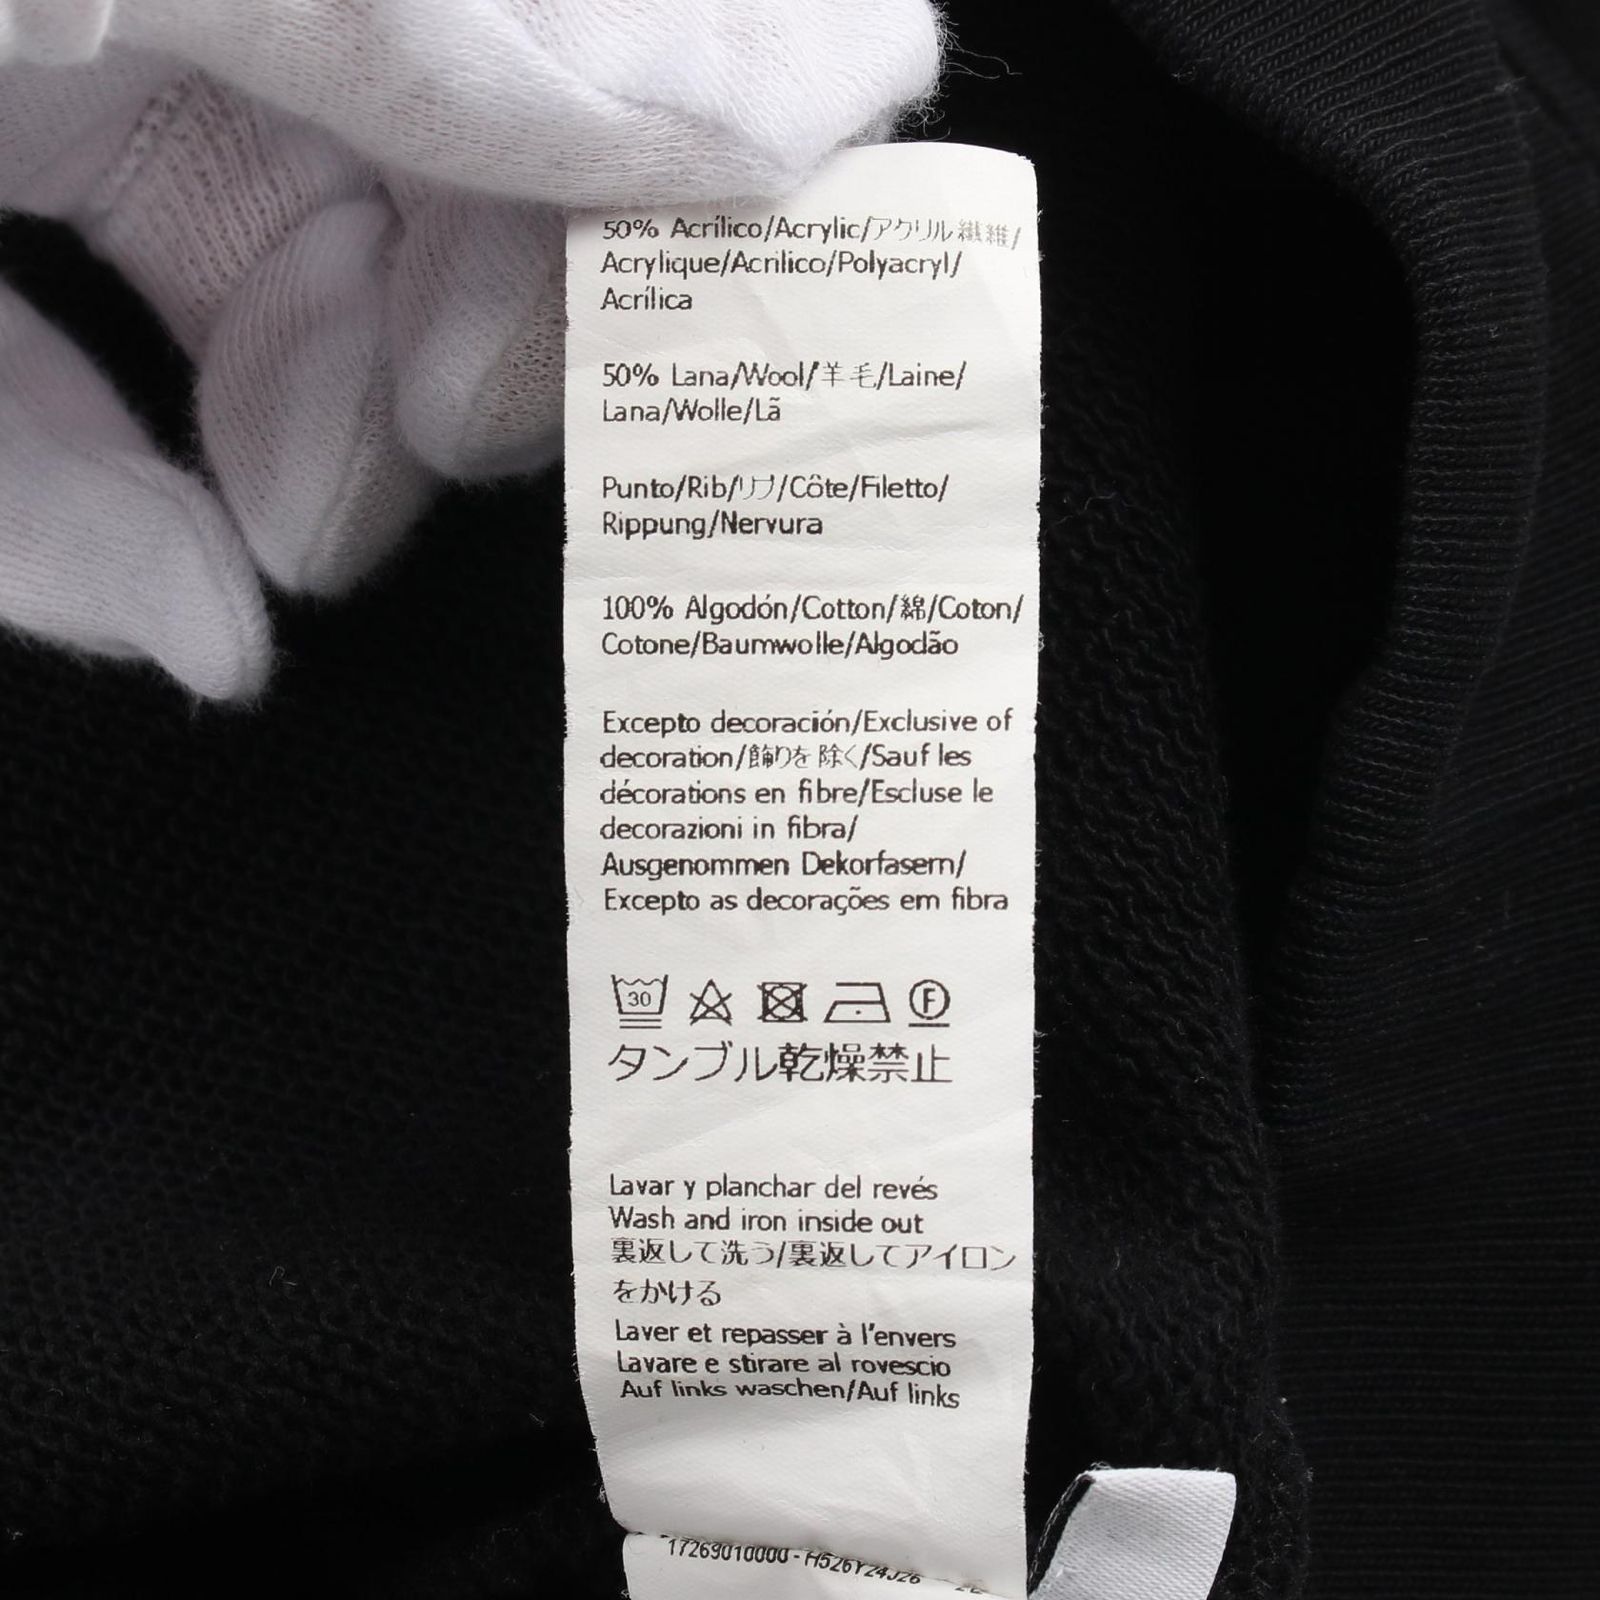 50% Acrílico/Acrylic/アクリル繊維/
Acrylique/Acrilico/Polyacryl/
Acrílica
50% Lana/Wool/羊毛/Laine/
Lana/Wolle/Lã
Punto/Rib/リブ/Côte/Filetto/
Rippung/Nervura
100% Algodón/Cotton/綿/Coton/
Cotone/Baumwolle/Algodão
Excepto decoración/Exclusive of
decoration/飾りを除く/Sauf les
décorations en fibre/Escluse le
decorazioni in fibra/
Ausgenommen Dekorfasern/
Excepto as decorações em fibra
30 F
タンブル乾燥禁止
Lavar y planchar del revés
Wash and iron inside out
裏返して洗う/裏返してアイロン
をかける
Laver et repasser à l'envers
Lavare e stirare al rovescio
Auf links waschen/Auf links
17269010000 - H526Y24J26